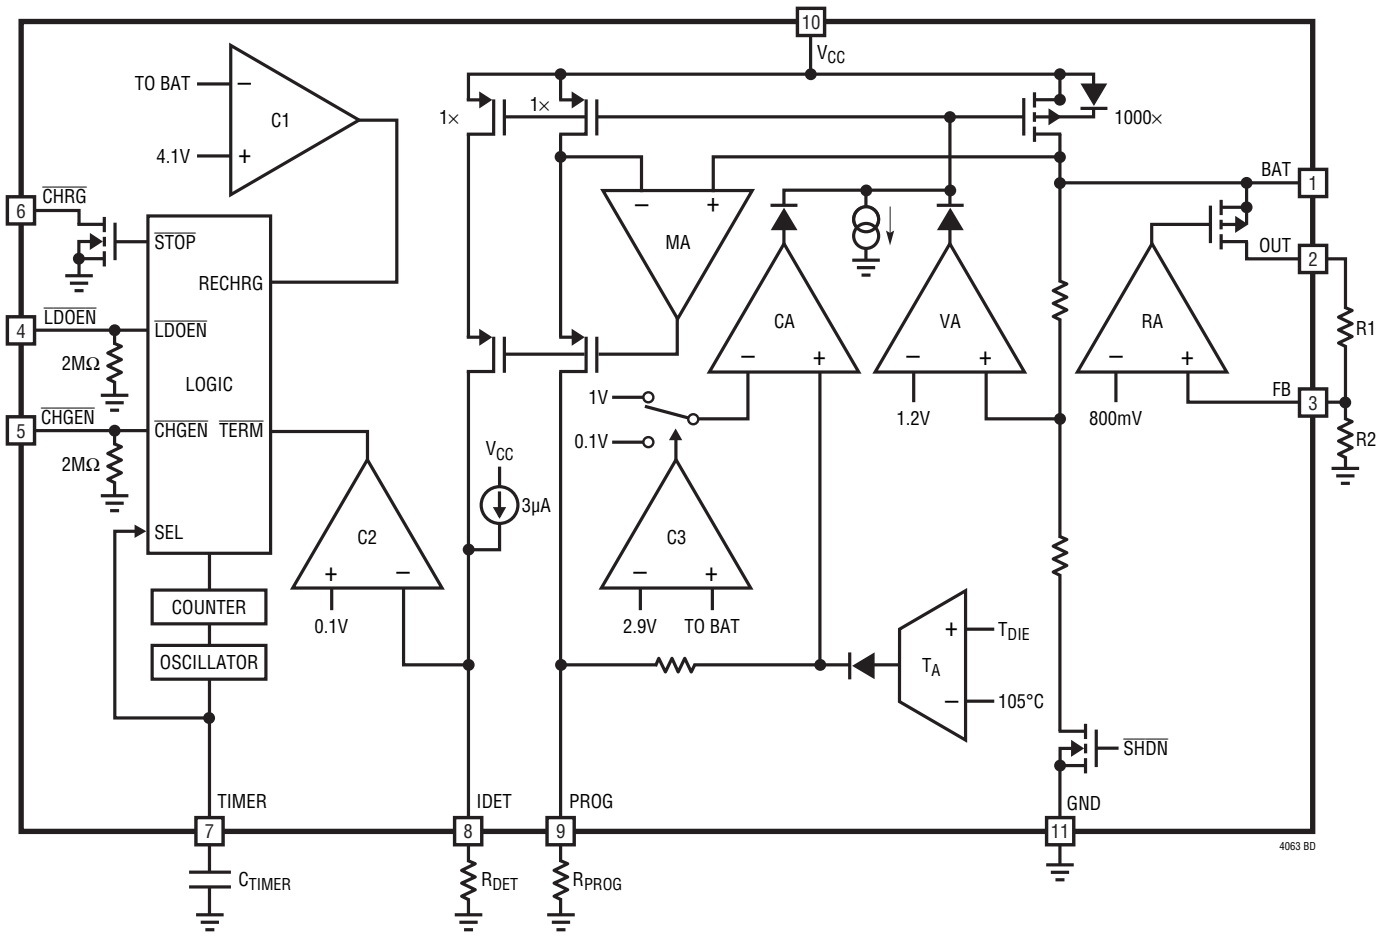 10
VCC
TO BAT
–
C1
4.1V
+
1×
1×
1000×
BAT
1
CHRG
6
STOP
RECHRG
–
+
MA
OUT
2
LDOEN
4
LDOEN
2MΩ
LOGIC
CA
–
+
VA
–
+
RA
–
+
R1
1V
1.2V
800mV
FB
3
CHGEN
5
CHGEN
TERM
2MΩ
0.1V
R2
VCC
3µA
SEL
C2
+
–
0.1V
C3
–
+
2.9V
TO BAT
COUNTER
OSCILLATOR
+
TDIE
TA
–
105°C
SHDN
TIMER
7
IDET
8
PROG
9
GND
11
4063 BD
CTIMER
RDET
RPROG